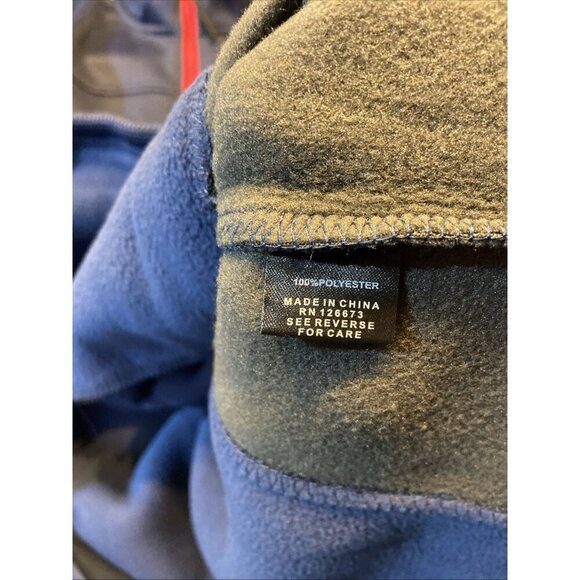 100%POLYESTER
MADE IN CHINA
RN 126673
SEE REVERSE
FOR CARE